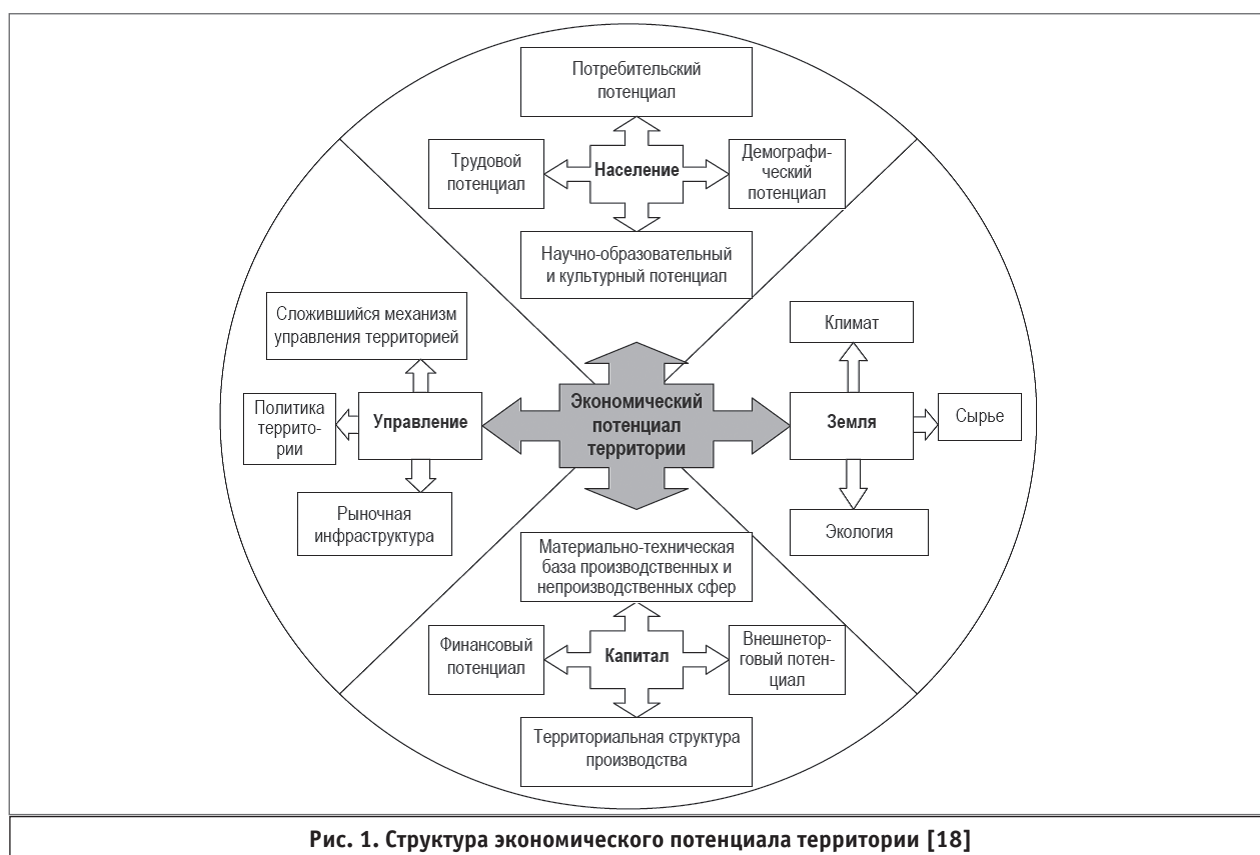 Потребительский
потенциал
Трудовой
потенциал
Население
Демографи-
ческий
потенциал
Научно-образовательный
и культурный потенциал
Сложившийся механизм
управления территорией
Политика
террито-
рии
Управление
Рыночная
инфраструктура
Экономический
потенциал
территории
Климат
Земля
Сырье
Экология
Материально-техническая
база производственных и
непроизводственных сфер
Финансовый
потенциал
Капитал
Внешнетор-
говый потен-
циал
Территориальная структура
производства
Рис. 1. Структура экономического потенциала территории [18]